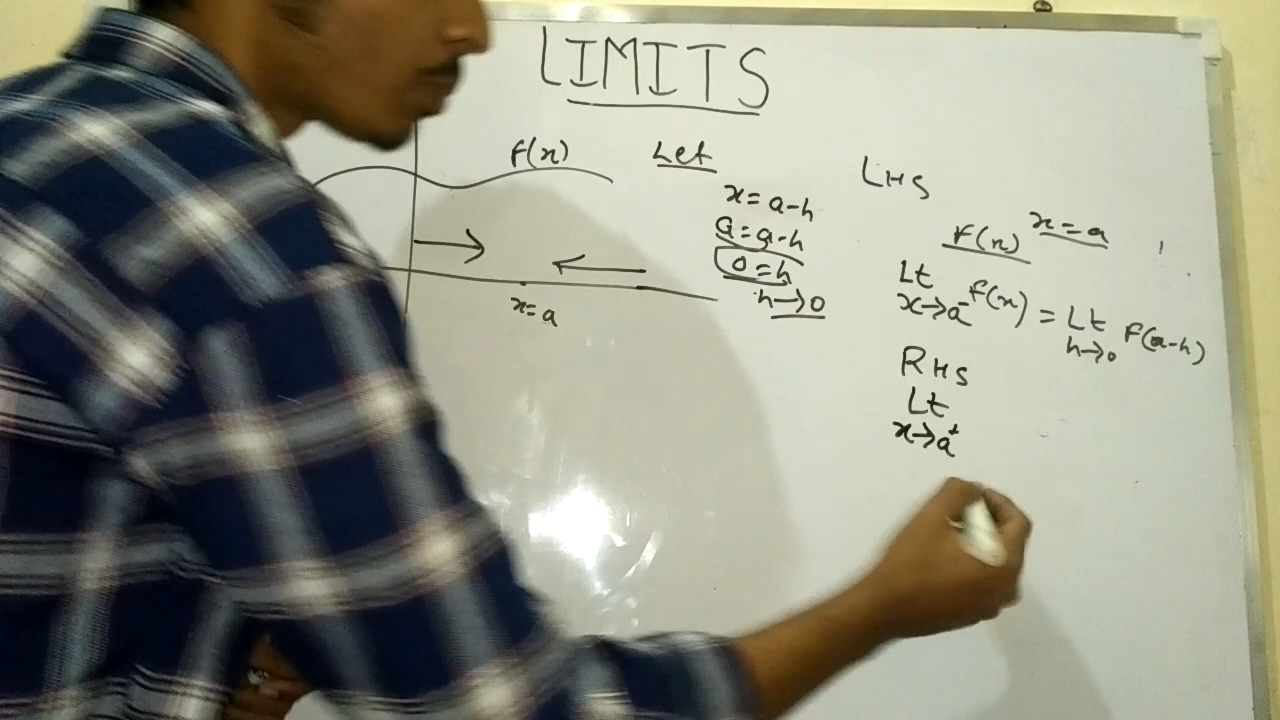 LIMITS
f(x)
x=a
Let
x=a-h
a=a-h
0=h
h→0
LHS
f(x) x=a
Lt f(x) = Lt f(a-h)
x→a⁻ h→0
RHS
Lt
x→a⁺